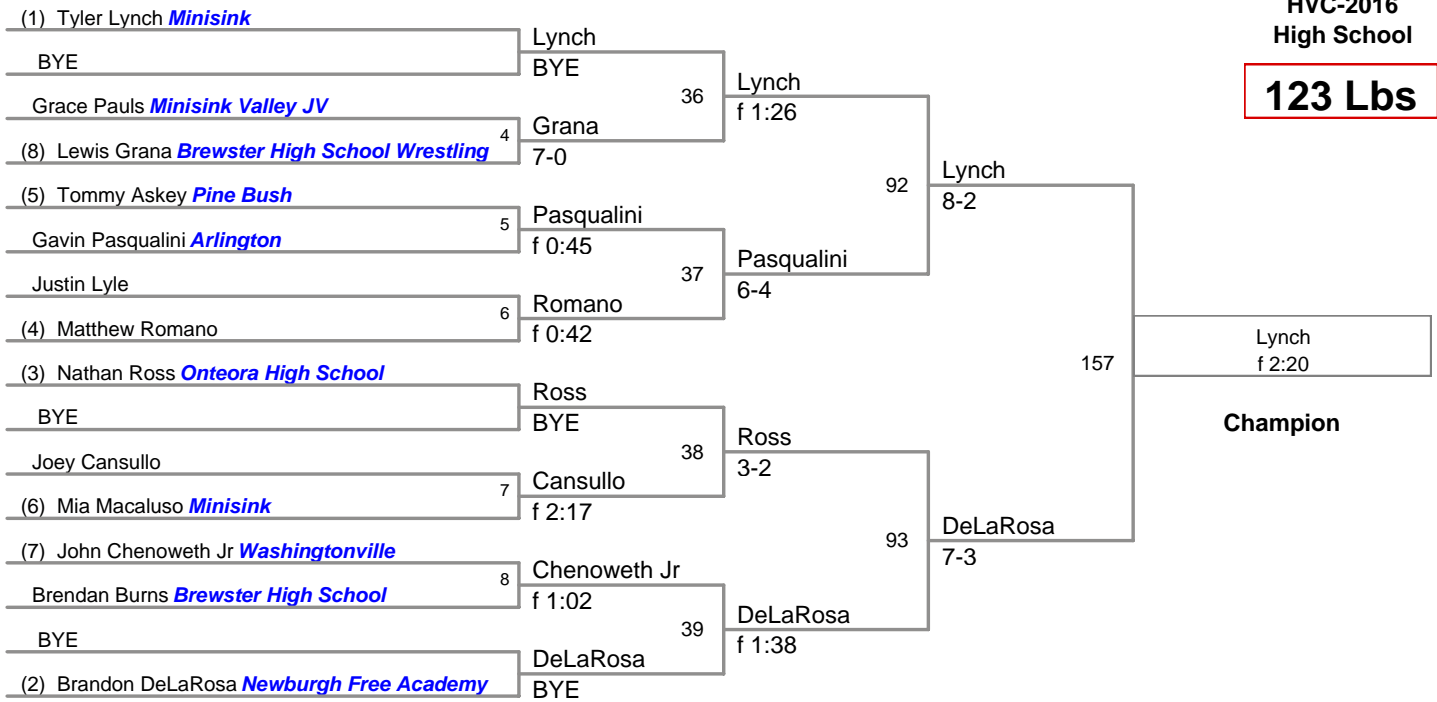 HVC-2016
High School
123 Lbs
(1) Tyler Lynch Minisink
BYE
Grace Pauls Minisink Valley JV
4
(8) Lewis Grana Brewster High School Wrestling
(5) Tommy Askey Pine Bush
5
Gavin Pasqualini Arlington
Justin Lyle
6
(4) Matthew Romano
(3) Nathan Ross Onteora High School
BYE
Joey Cansullo
7
(6) Mia Macaluso Minisink
(7) John Chenoweth Jr Washingtonville
8
Brendan Burns Brewster High School
BYE
(2) Brandon DeLaRosa Newburgh Free Academy
Lynch
BYE
36
Grana
7-0
Pasqualini
f 0:45
37
Romano
f 0:42
Ross
BYE
38
Cansullo
f 2:17
Chenoweth Jr
f 1:02
39
DeLaRosa
BYE
Lynch
f 1:26
92
Pasqualini
6-4
Ross
3-2
93
DeLaRosa
f 1:38
Lynch
8-2
157
DeLaRosa
7-3
Lynch
f 2:20
Champion